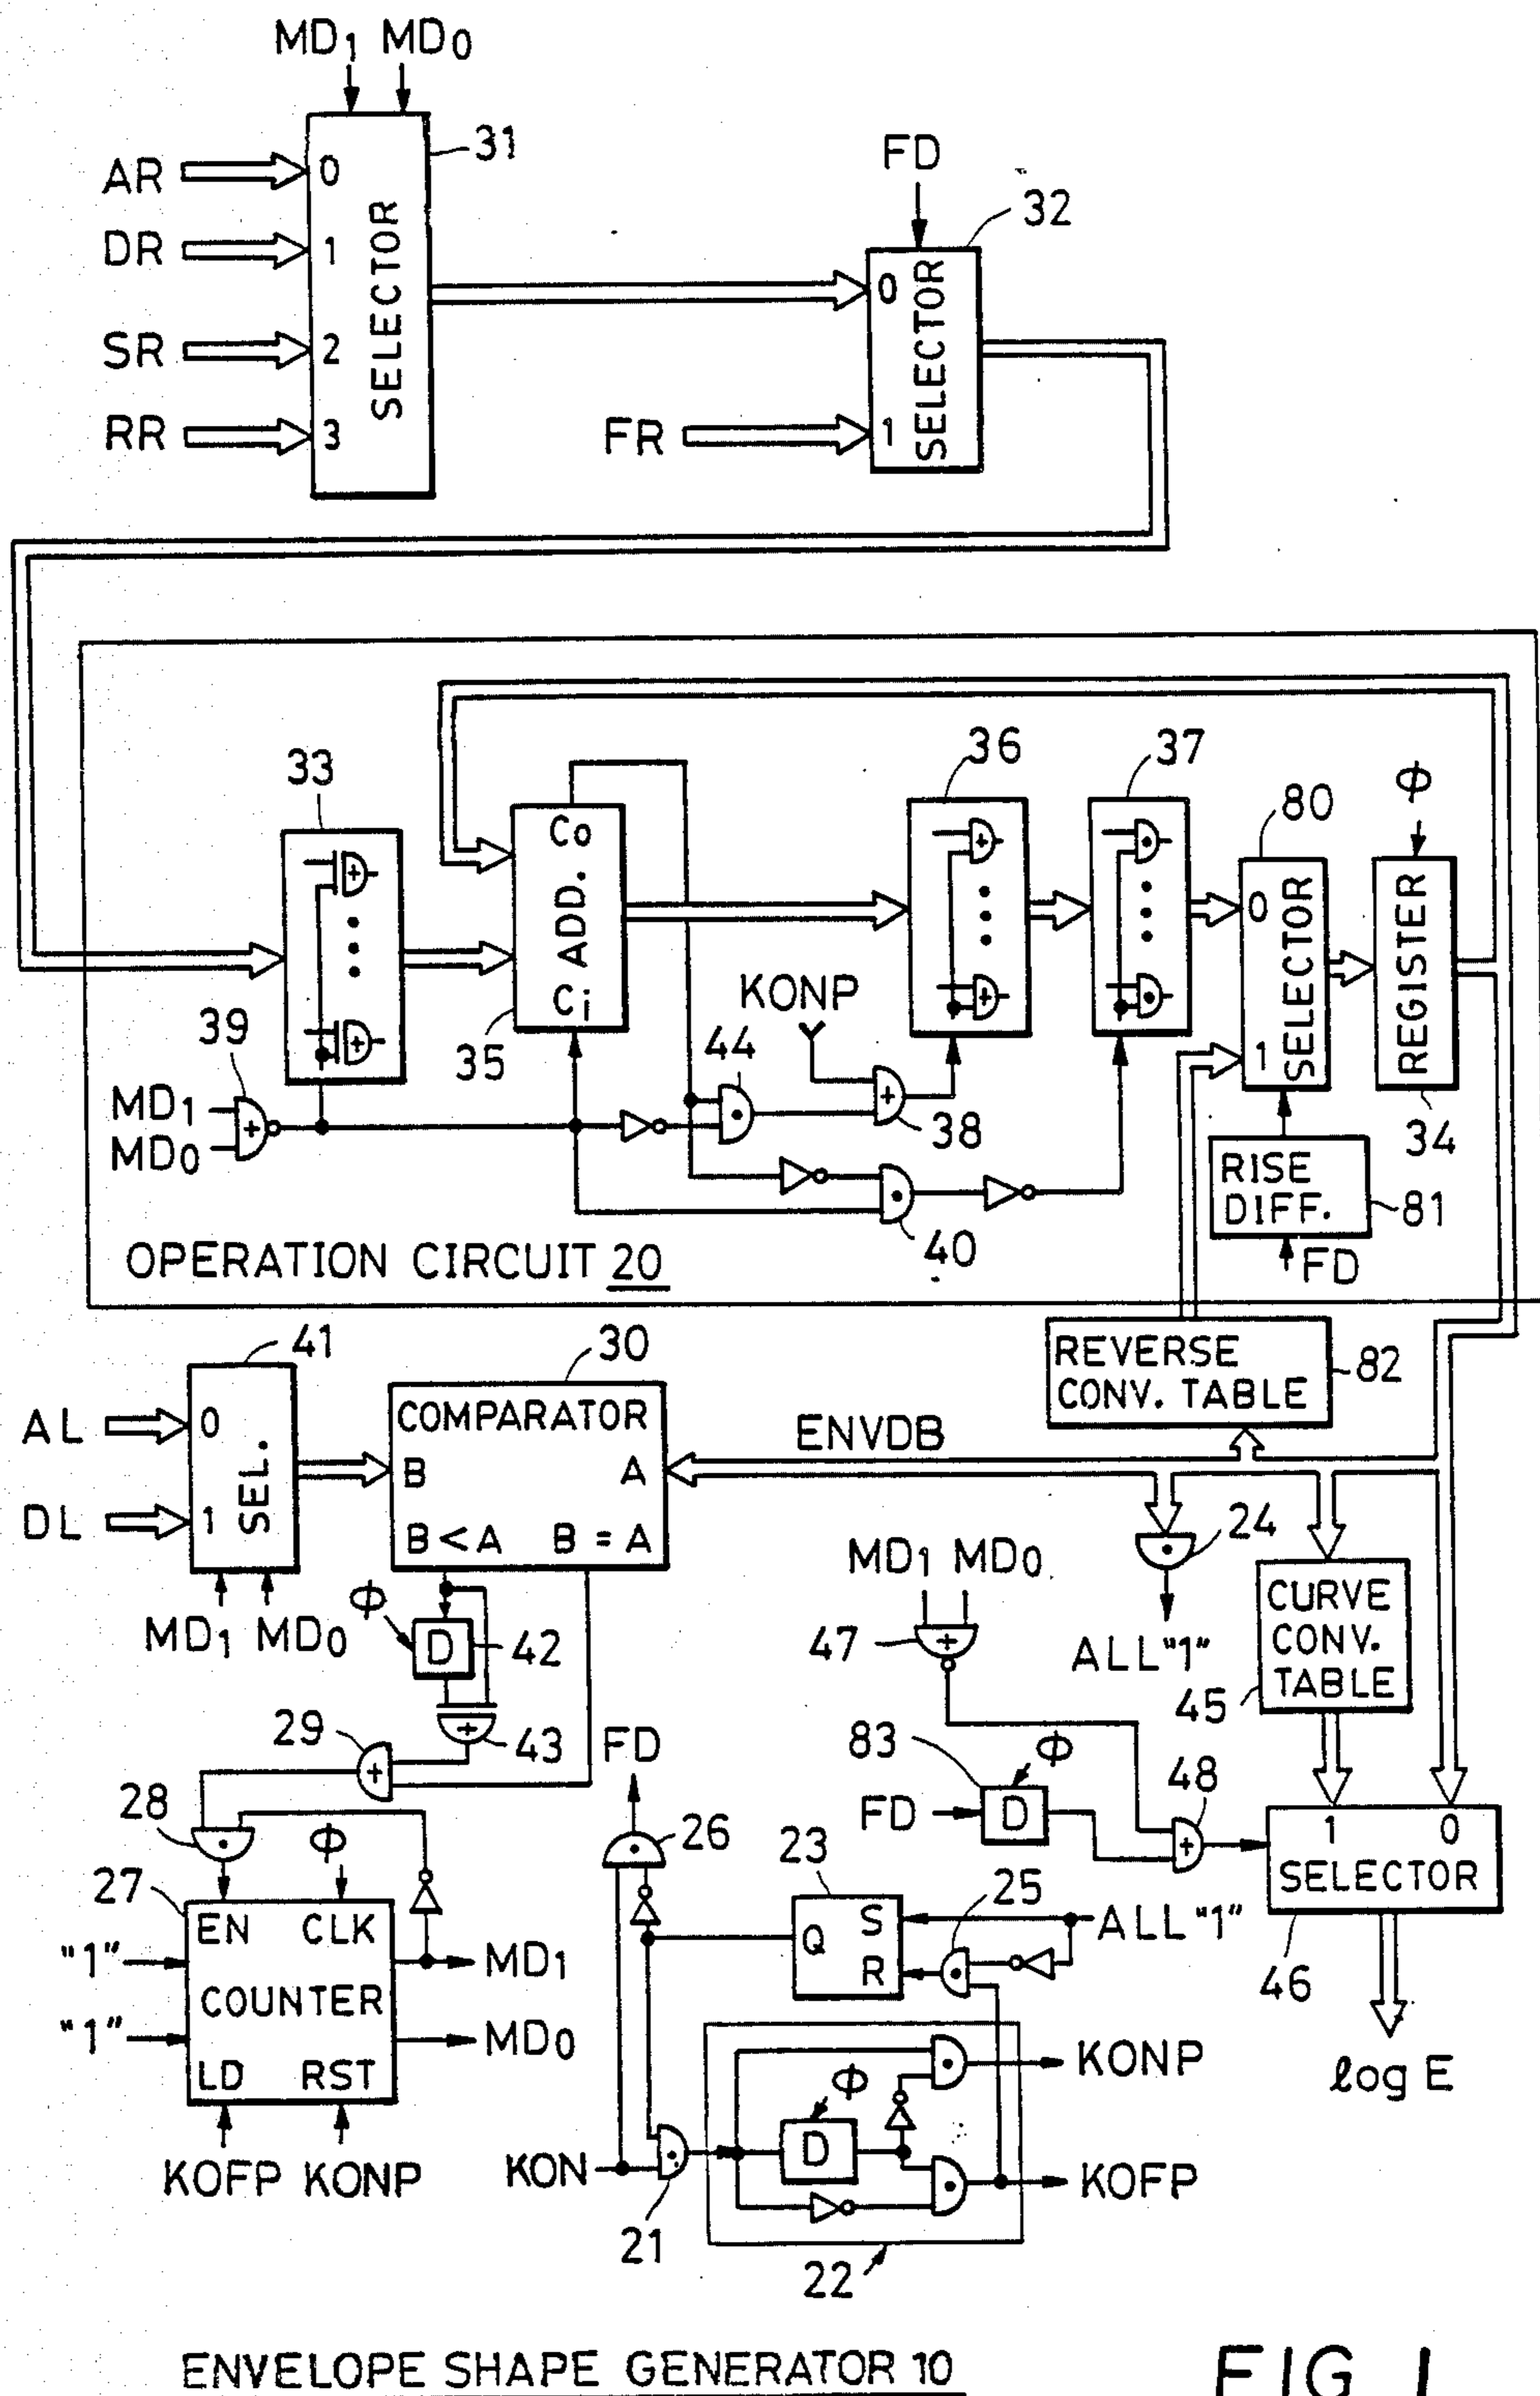 MD1 MD0
31
AR
0
DR
1
SR
2
RR
3
SELECTOR
FD
32
0
FR
1
SELECTOR
33
35
Co
ADD.
Ci
36
37
80
Φ
0
1
SELECTOR
REGISTER
34
KONP
39
MD1
MD0
44
38
40
RISE
DIFF.
81
FD
OPERATION CIRCUIT 20
41
30
REVERSE
CONV. TABLE
82
AL
0
DL
1
SEL.
MD1 MD0
COMPARATOR
B A
B < A B = A
ENVDB
24
ALL "1"
MD1 MD0
47
CURVE
CONV.
TABLE
45
Φ
D
42
43
29
28
Φ
FD
26
83
Φ
FD
D
48
1 0
SELECTOR
46
log E
27
EN CLK
"1"
"1"
COUNTER
LD RST
MD1
MD0
KOFP KONP
23
S
Q
R
25
ALL "1"
KON
21
Φ
D
KONP
KOFP
22
ENVELOPE SHAPE GENERATOR 10
FIG 1